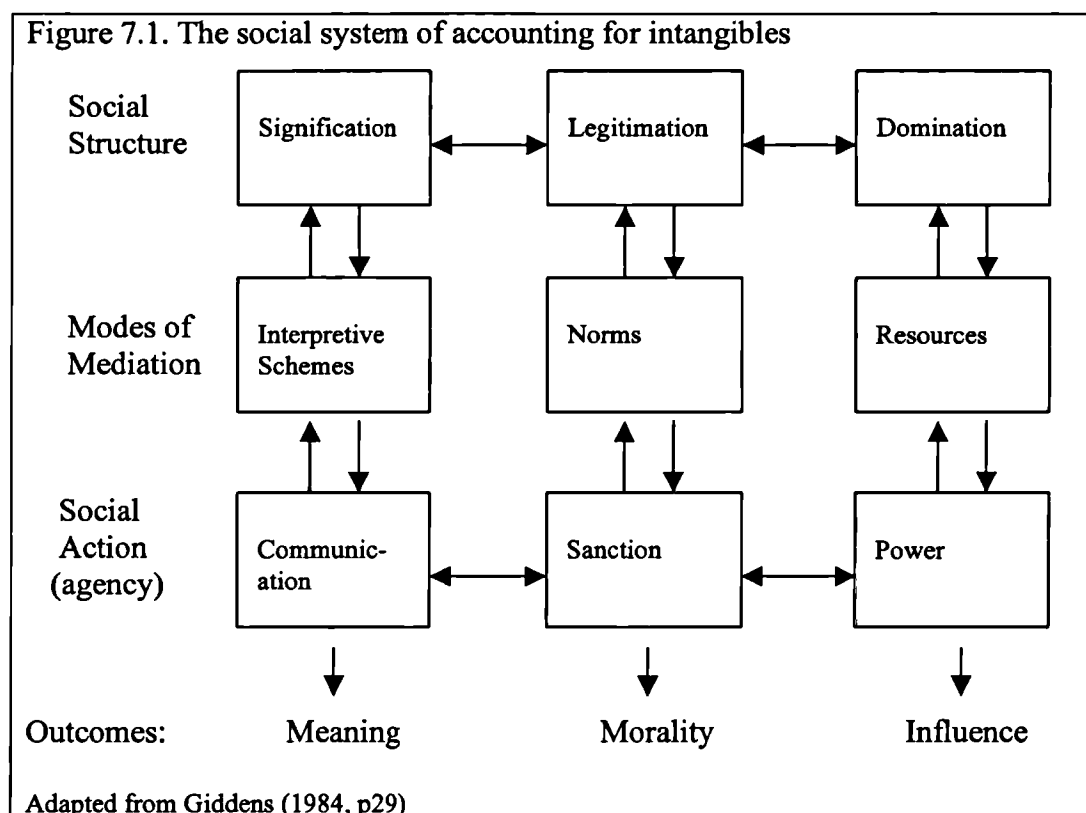 Figure 7.1. The social system of accounting for intangibles
Social
Structure
Signification
Legitimation
Domination
Modes of
Mediation
Interpretive
Schemes
Norms
Resources
Social
Action
(agency)
Communic-
ation
Sanction
Power
Outcomes:
Meaning
Morality
Influence
Adapted from Giddens (1984, p29)